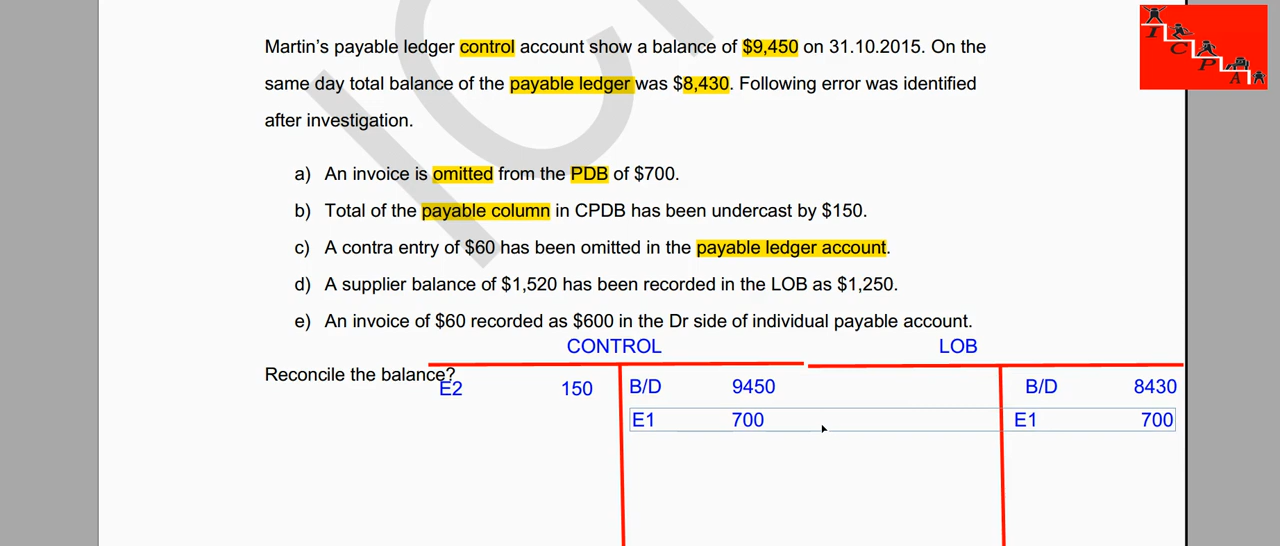 Martin's payable ledger control account show a balance of $9,450 on 31.10.2015. On the
same day total balance of the payable ledger was $8,430. Following error was identified
after investigation.
a) An invoice is omitted from the PDB of $700.
b) Total of the payable column in CPDB has been undercast by $150.
c) A contra entry of $60 has been omitted in the payable ledger account.
d) A supplier balance of $1,520 has been recorded in the LOB as $1,250.
e) An invoice of $60 recorded as $600 in the Dr side of individual payable account.
CONTROL LOB
Reconcile the balance?
E2 150 B/D 9450 B/D 8430
E1 700 E1 700
I C P A